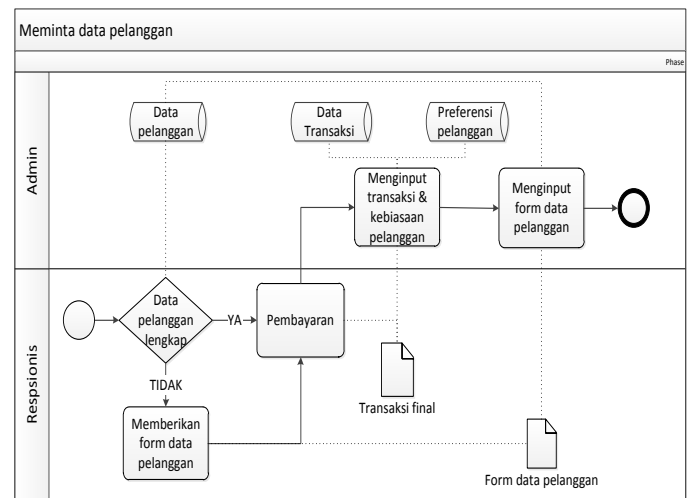 Meminta data pelanggan
Phase
Admin
Data
pelanggan
Data
Transaksi
Preferensi
pelanggan
Menginput
transaksi &
kebiasaan
pelanggan
Menginput
form data
pelanggan
Respsionis
Data
pelanggan
lengkap
YA
Pembayaran
TIDAK
Memberikan
form data
pelanggan
Transaksi final
Form data pelanggan